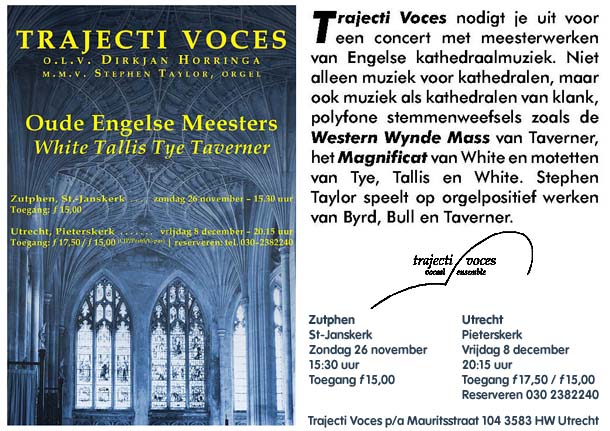 TRAJECTI VOCES
O.L.V. DIRKJAN HORRINGA
M.M.V. STEPHEN TAYLOR, ORGEL
Oude Engelse Meesters
White Tallis Tye Taverner
Zutphen, St-Janskerk .... zondag 26 november – 15.30 uur
Toegang: ƒ 15,00
Utrecht, Pieterskerk ....... vrijdag 8 december – 20.15 uur
Toegang: ƒ 17,50 / ƒ 15,00 | reserveren: tel. 030-2382240
Trajecti Voces nodigt je uit voor
een concert met meesterwerken
van Engelse kathedraalmuziek. Niet
alleen muziek voor kathedralen, maar
ook muziek als kathedralen van klank,
polyfone stemmenweefsels zoals de
Western Wynde Mass van Taverner,
het Magnificat van White en motetten
van Tye, Tallis en White. Stephen
Taylor speelt op orgelpositief werken
van Byrd, Bull en Taverner.
trajecti voces
vocaal ensemble
Zutphen
St-Janskerk
Zondag 26 november
15:30 uur
Toegang ƒ 15,00
Utrecht
Pieterskerk
Vrijdag 8 december
20:15 uur
Toegang ƒ 17,50 / ƒ 15,00
Reserveren 030 2382240
Trajecti Voces p/a Mauritsstraat 104 3583 HW Utrecht